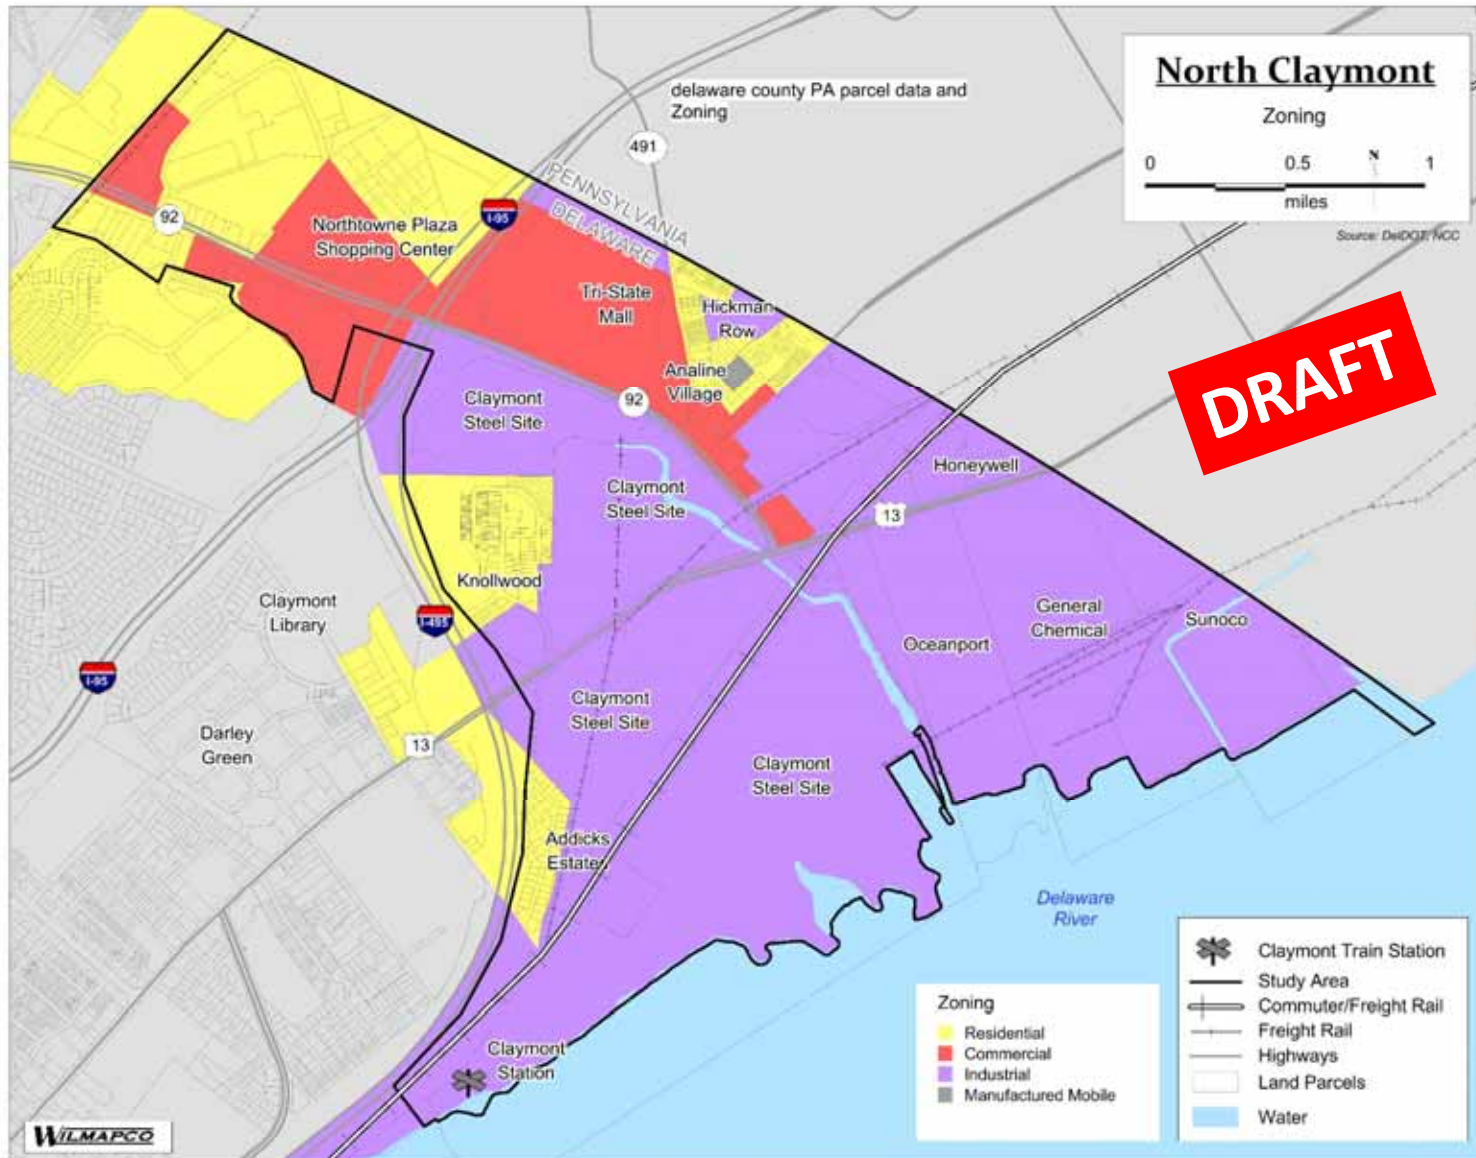 North Claymont
Zoning
0 0.5 1
N
miles
Source: DelDOT, NCC
delaware county PA parcel data and
Zoning
491
PENNSYLVANIA
DELAWARE
I-95
92
Northtowne Plaza
Shopping Center
Tri-State
Mall
Hickman
Row
Analine
Village
DRAFT
Claymont
Steel Site
92
Honeywell
Claymont
Steel Site
13
Knollwood
Claymont
Library
I-495
General
Chemical
Sunoco
Oceanport
I-95
Claymont
Steel Site
Darley
Green
13
Claymont
Steel Site
Addicks
Estates
Delaware
River
Claymont
Station
Zoning
Residential
Commercial
Industrial
Manufactured Mobile
Claymont Train Station
Study Area
Commuter/Freight Rail
Freight Rail
Highways
Land Parcels
Water
WILMAPCO